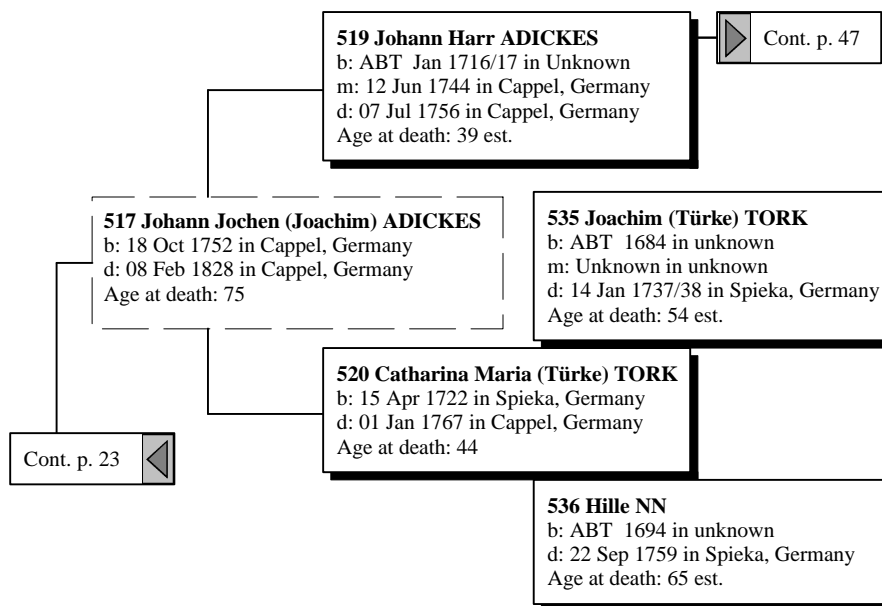 519 Johann Harr ADICKES
b: ABT  Jan 1716/17 in Unknown
m: 12 Jun 1744 in Cappel, Germany
d: 07 Jul 1756 in Cappel, Germany
Age at death: 39 est.
Cont. p. 47
517 Johann Jochen (Joachim) ADICKES
b: 18 Oct 1752 in Cappel, Germany
d: 08 Feb 1828 in Cappel, Germany
Age at death: 75
535 Joachim (Türke) TORK
b: ABT  1684 in unknown
m: Unknown in unknown
d: 14 Jan 1737/38 in Spieka, Germany
Age at death: 54 est.
520 Catharina Maria (Türke) TORK
b: 15 Apr 1722 in Spieka, Germany
d: 01 Jan 1767 in Cappel, Germany
Age at death: 44
Cont. p. 23
536 Hille NN
b: ABT  1694 in unknown
d: 22 Sep 1759 in Spieka, Germany
Age at death: 65 est.